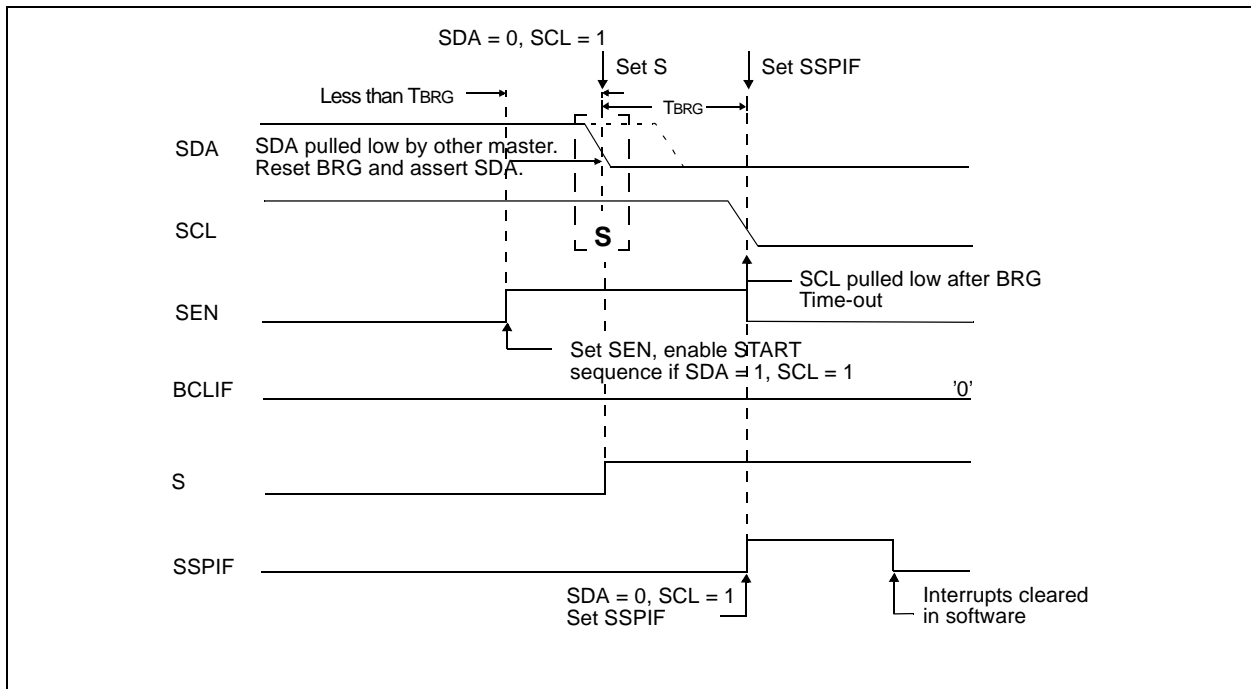 SDA = 0, SCL = 1
Set S
Set SSPIF
Less than TBRG
TBRG
SDA
SDA pulled low by other master.
Reset BRG and assert SDA.
SCL
S
SCL pulled low after BRG
Time-out
SEN
Set SEN, enable START
sequence if SDA = 1, SCL = 1
BCLIF
'0'
S
SSPIF
SDA = 0, SCL = 1
Set SSPIF
Interrupts cleared
in software